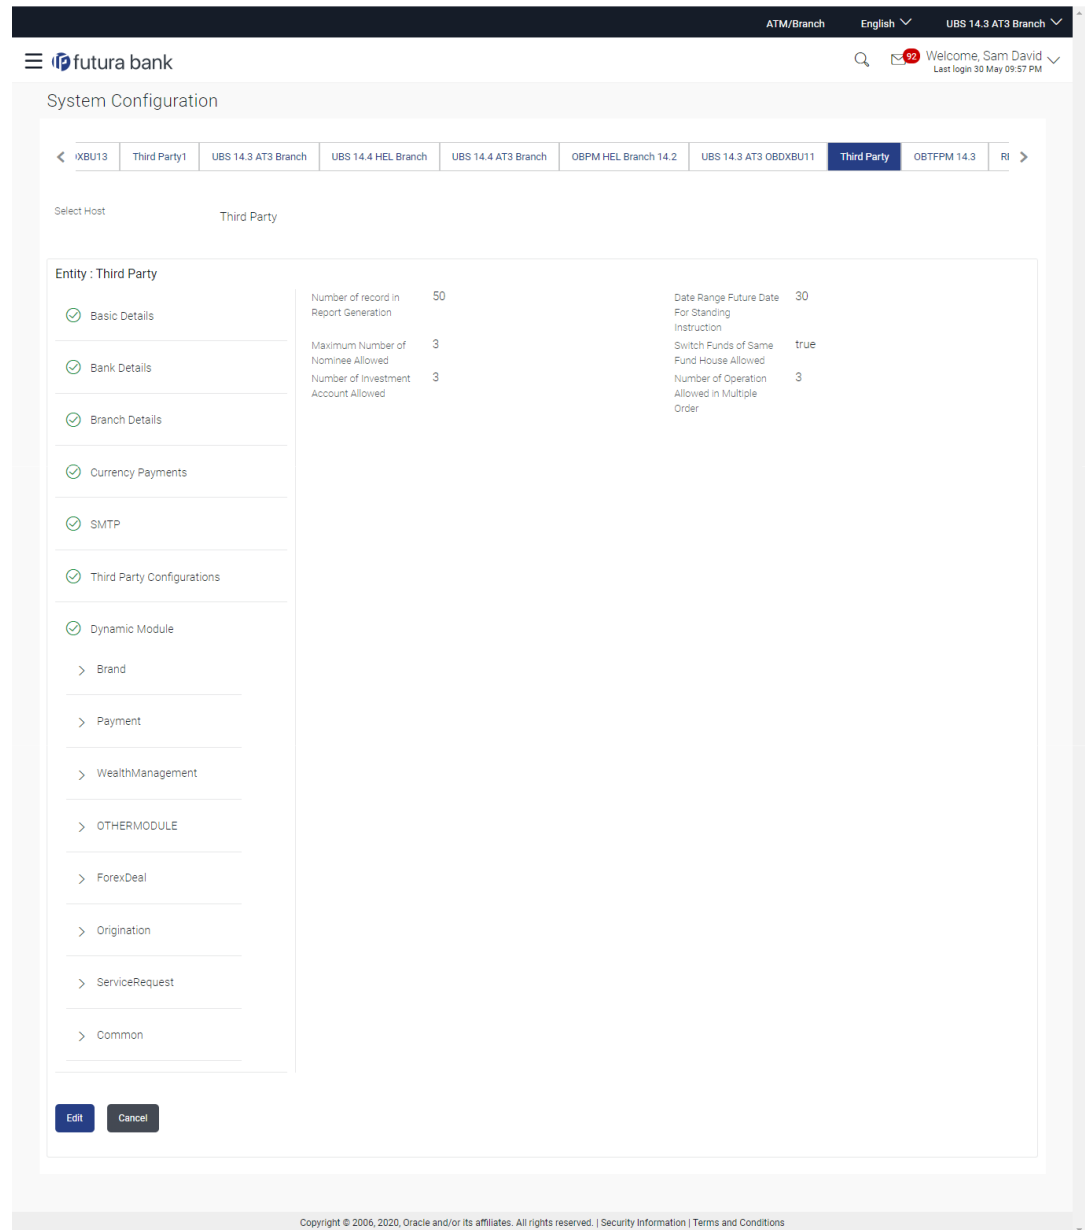 ATM/Branch English UBS 14.3 AT3 Branch
futura bank 92 Welcome, Sam David
Last login 30 May 09:57 PM
System Configuration
XBU13 Third Party1 UBS 14.3 AT3 Branch UBS 14.4 HEL Branch UBS 14.4 AT3 Branch OBPM HEL Branch 14.2 UBS 14.3 AT3 OBDXBU11 Third Party OBTFPM 14.3
Select Host Third Party
Entity : Third Party
Basic Details
Bank Details
Branch Details
Currency Payments
SMTP
Third Party Configurations
Dynamic Module
Brand
Payment
WealthManagement
OTHERMODULE
ForexDeal
Origination
ServiceRequest
Common
Number of record in 50
Report Generation
Date Range Future Date 30
For Standing
Instruction
Maximum Number of 3
Nominee Allowed
Switch Funds of Same true
Fund House Allowed
Number of Investment 3
Account Allowed
Number of Operation 3
Allowed in Multiple
Order
Edit Cancel
Copyright © 2006, 2020, Oracle and/or its affiliates. All rights reserved. | Security Information | Terms and Conditions